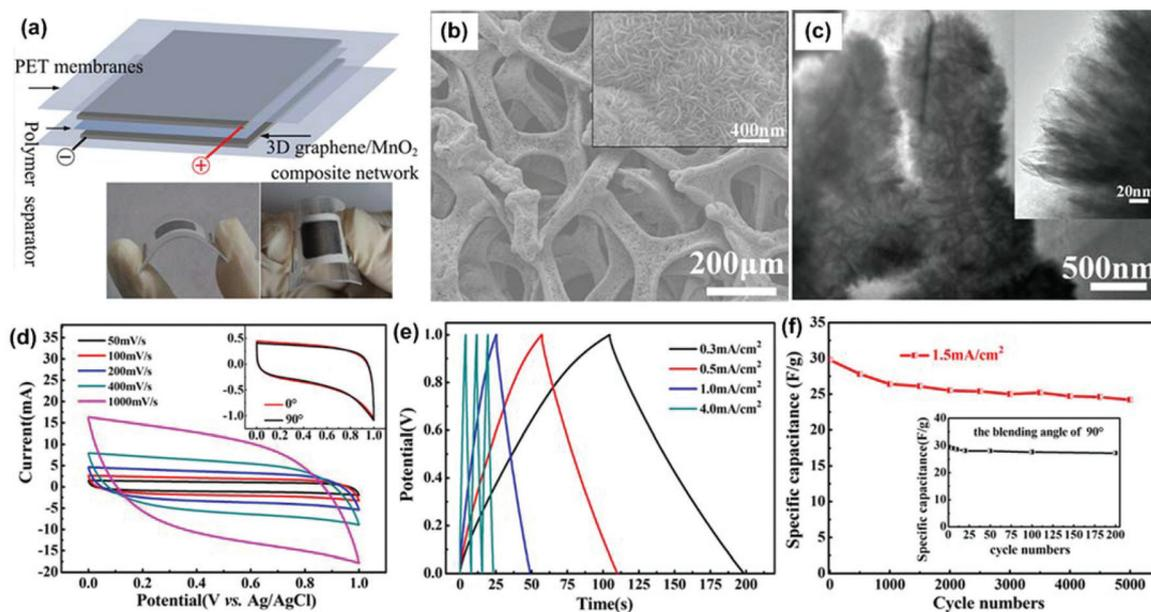 (a)
PET membranes
Polymer separator
3D graphene/MnO₂
composite network
(b)
400nm
200μm
(c)
20nm
500nm
(d)
Current(mA)
35
30
25
20
15
10
5
0
-5
-10
-15
-20
50mV/s
100mV/s
200mV/s
400mV/s
1000mV/s
0.5
0.0
-0.5
-1.0
0°
90°
0.0 0.2 0.4 0.6 0.8 1.0
0.0 0.2 0.4 0.6 0.8 1.0
Potential(V vs. Ag/AgCl)
(e)
Potential(V)
1.0
0.8
0.6
0.4
0.2
0.0
0.3mA/cm²
0.5mA/cm²
1.0mA/cm²
4.0mA/cm²
0 25 50 75 100 125 150 175 200
Time(s)
(f)
Specific capacitance (F/g)
35
30
25
20
15
10
5
0
1.5mA/cm²
Specific capacitance(F/g)
40
30
20
10
0
the blending angle of 90°
0 25 50 75 100 125 150 175 200
cycle numbers
0 1000 2000 3000 4000 5000
Cycle numbers